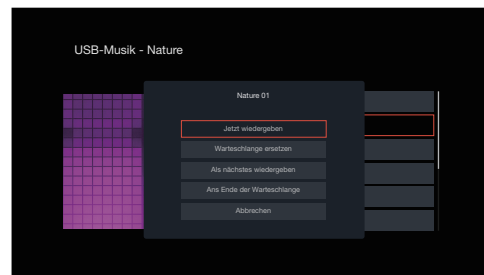 USB-Musik - Nature
Nature 01
Jetzt wiedergeben
Warteschlange ersetzen
Als nächstes wiedergeben
Ans Ende der Warteschlange
Abbrechen